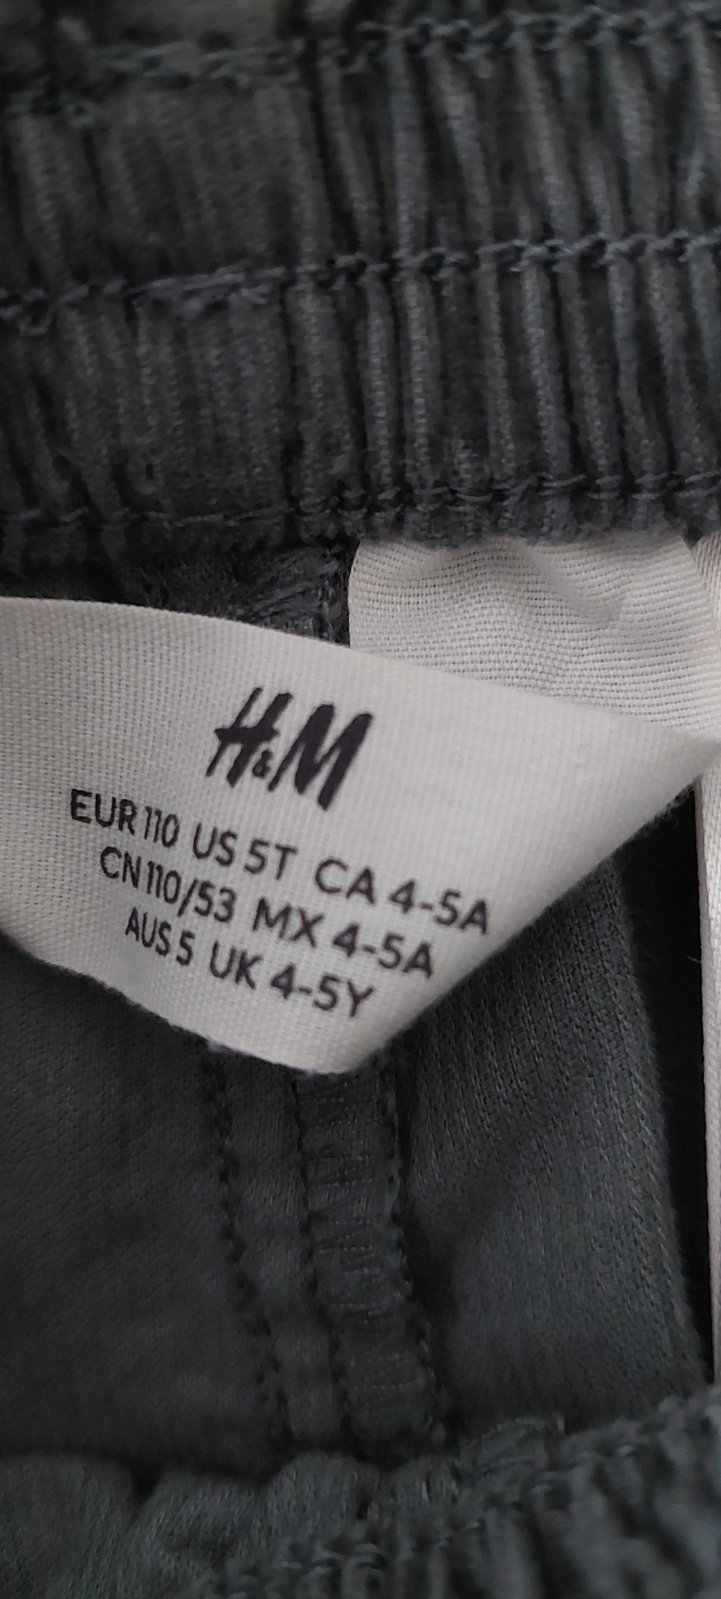 H&M
EUR 110 US 5T CA 4-5A
CN 110/53 MX 4-5A
AUS 5 UK 4-5Y